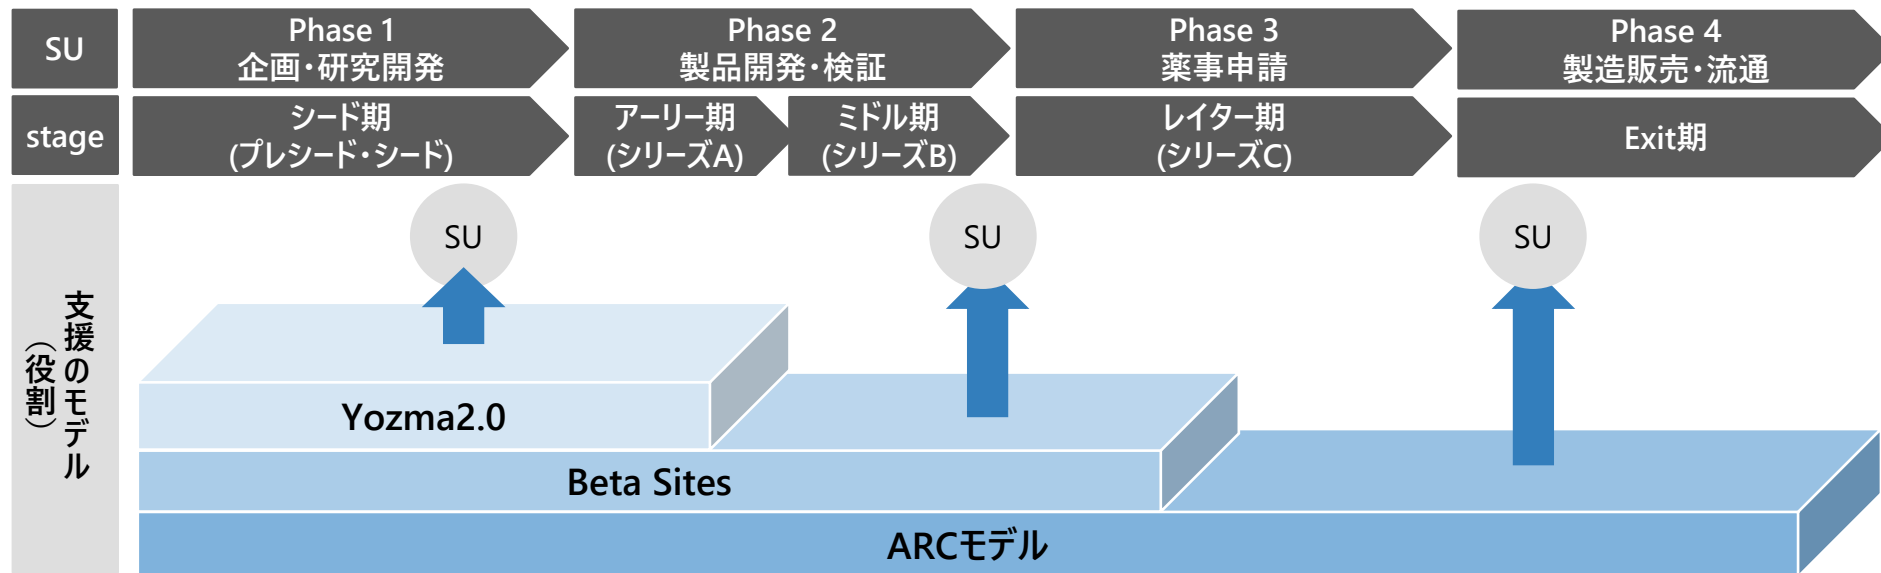 SU
Phase 1
企画・研究開発
Phase 2
製品開発・検証
Phase 3
薬事申請
Phase 4
製造販売・流通
stage
シード期
(プレシード・シード)
アーリー期
(シリーズA)
ミドル期
(シリーズB)
レイター期
(シリーズC)
Exit期
支援のモデル
（役割）
SU
SU
SU
Yozma2.0
Beta Sites
ARCモデル